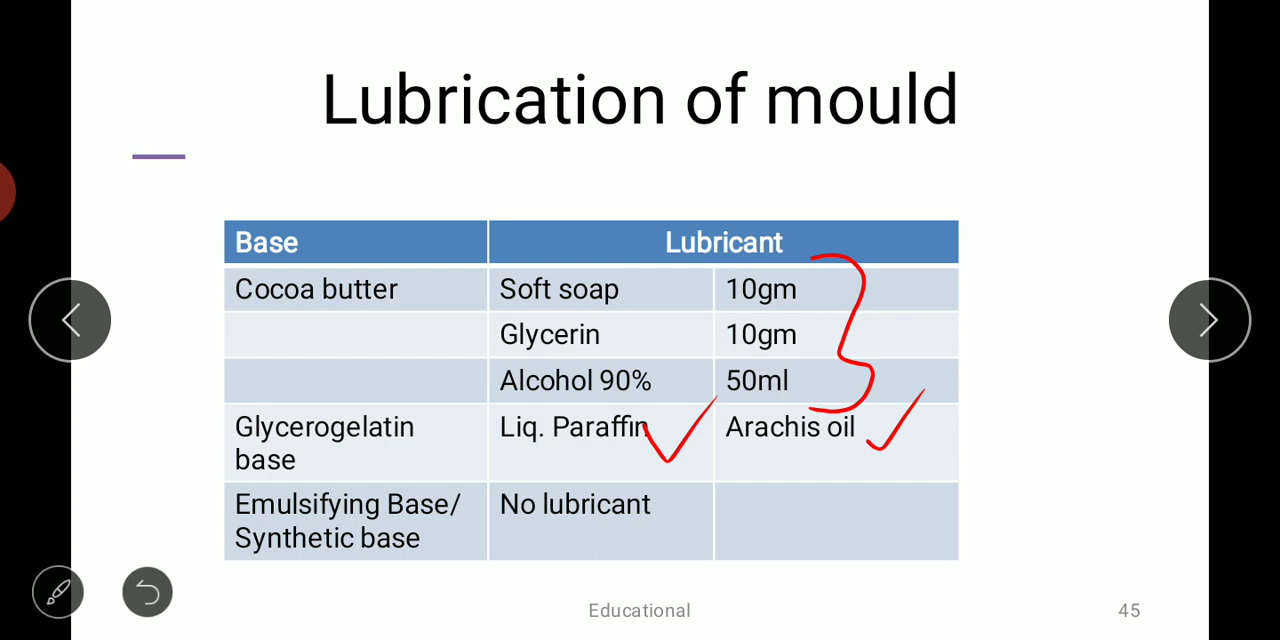 Lubrication of mould
Base Lubricant
Cocoa butter Soft soap 10gm
Glycerin 10gm
Alcohol 90% 50ml
Glycerogelatin Liq. Paraffin Arachis oil
base
Emulsifying Base/ No lubricant
Synthetic base
Educational 45